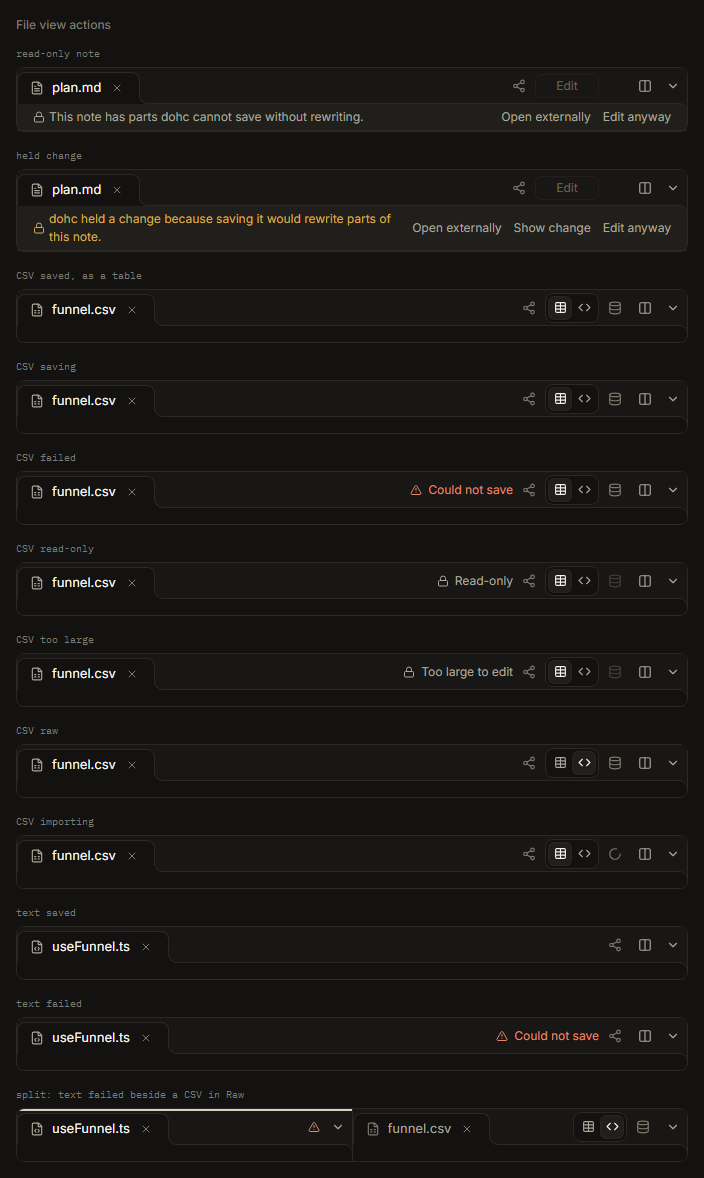 File view actions
read-only note
plan.md
Edit
This note has parts dohc cannot save without rewriting.
Open externally
Edit anyway
held change
plan.md
Edit
dohc held a change because saving it would rewrite parts of
this note.
Open externally
Show change
Edit anyway
CSV saved, as a table
funnel.csv
CSV saving
funnel.csv
CSV failed
funnel.csv
Could not save
CSV read-only
funnel.csv
Read-only
CSV too large
funnel.csv
Too large to edit
CSV raw
funnel.csv
CSV importing
funnel.csv
text saved
useFunnel.ts
text failed
useFunnel.ts
Could not save
split: text failed beside a CSV in Raw
useFunnel.ts
funnel.csv